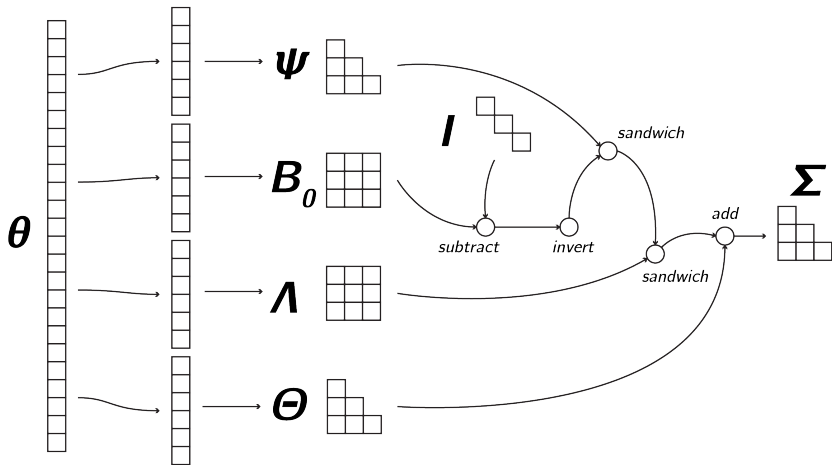 Ψ
I
sandwich
B0
Σ
θ
add
subtract
invert
sandwich
Λ
Θ